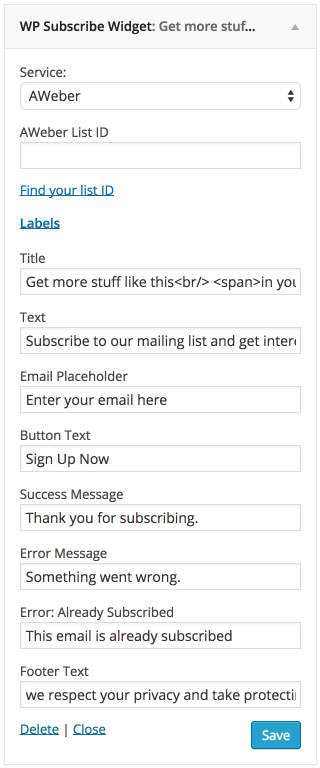 WP Subscribe Widget: Get more stuf...
Service:
AWeber
AWeber List ID
Find your list ID
Labels
Title
Get more stuff like this<br/> <span>in you
Text
Subscribe to our mailing list and get inter
Email Placeholder
Enter your email here
Button Text
Sign Up Now
Success Message
Thank you for subscribing.
Error Message
Something went wrong.
Error: Already Subscribed
This email is already subscribed
Footer Text
we respect your privacy and take protecti
Delete | Close
Save